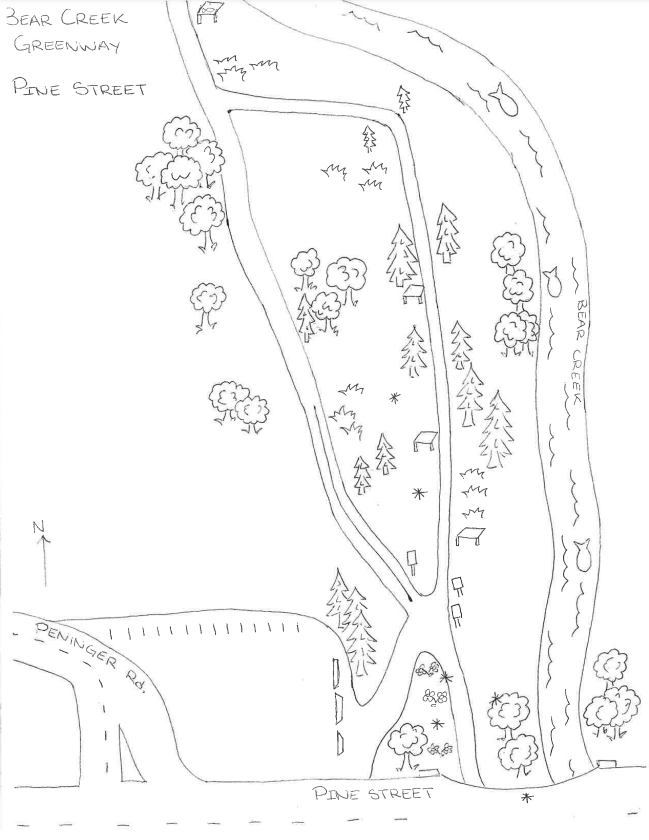 BEAR CREEK
GREENWAY
PINE STREET
BEAR CREEK
N
PENINGER Rd.
PINE STREET